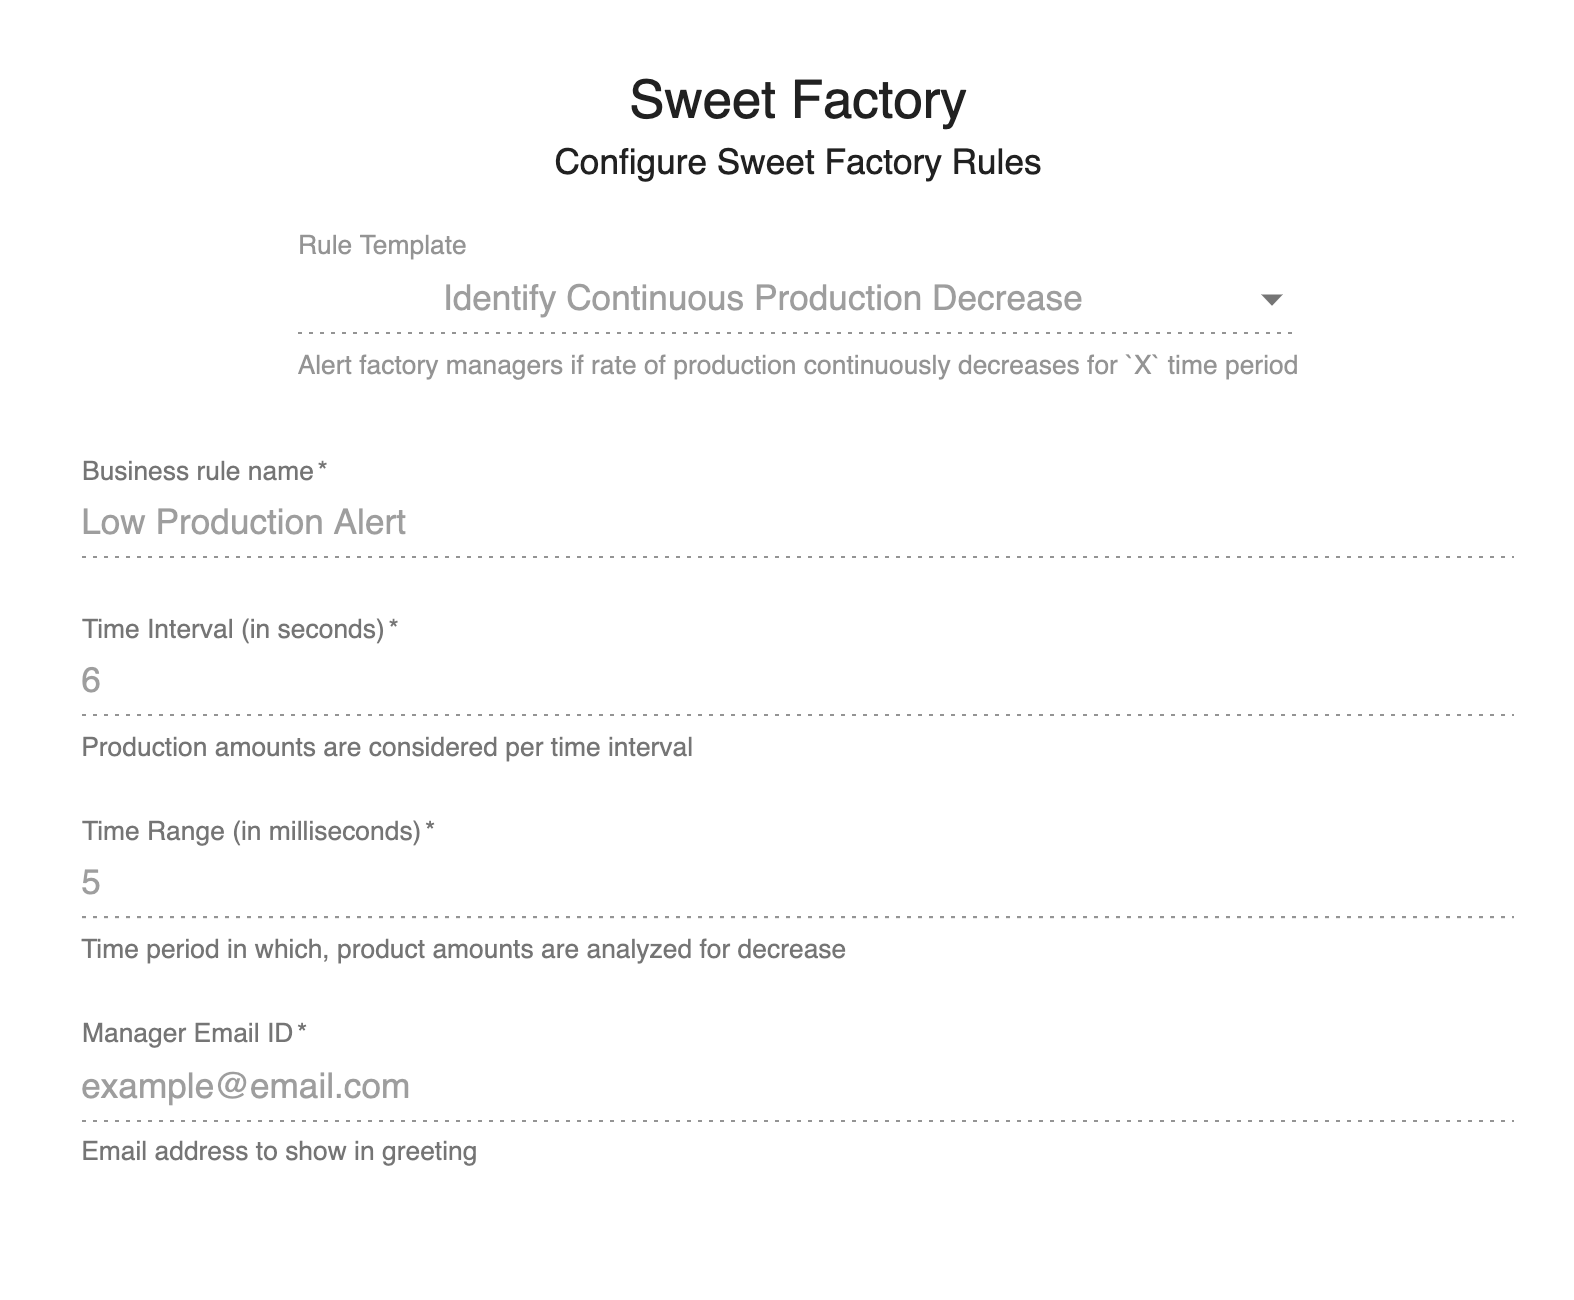 Sweet Factory
Configure Sweet Factory Rules
Rule Template
Identify Continuous Production Decrease
Alert factory managers if rate of production continuously decreases for `X` time period
Business rule name*
Low Production Alert
Time Interval (in seconds)*
6
Production amounts are considered per time interval
Time Range (in milliseconds)*
5
Time period in which, product amounts are analyzed for decrease
Manager Email ID*
example@email.com
Email address to show in greeting